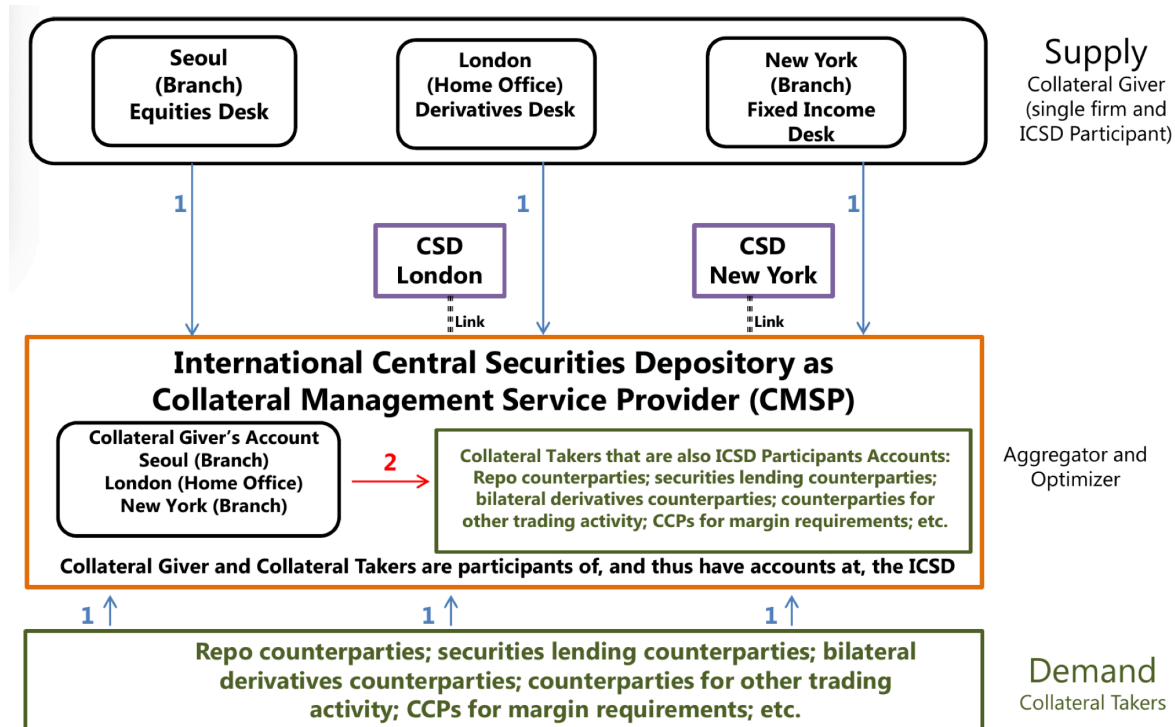 Seoul
(Branch)
Equities Desk
London
(Home Office)
Derivatives Desk
New York
(Branch)
Fixed Income
Desk
Supply
Collateral Giver
(single firm and
ICSD Participant)
1
1
1
CSD
London
CSD
New York
Link
Link
International Central Securities Depository as
Collateral Management Service Provider (CMSP)
Collateral Giver's Account
Seoul (Branch)
London (Home Office)
New York (Branch)
2
Collateral Takers that are also ICSD Participants Accounts:
Repo counterparties; securities lending counterparties;
bilateral derivatives counterparties; counterparties for
other trading activity; CCPs for margin requirements; etc.
Aggregator and
Optimizer
Collateral Giver and Collateral Takers are participants of, and thus have accounts at, the ICSD
1
1
1
Repo counterparties; securities lending counterparties; bilateral
derivatives counterparties; counterparties for other trading
activity; CCPs for margin requirements; etc.
Demand
Collateral Takers